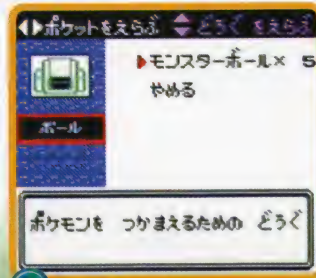 ポケットをえらぶ どうぐ をえらぶ
▶モンスターボール× 5
やめる
ボール
ポケモンを つかまえるための どうぐ